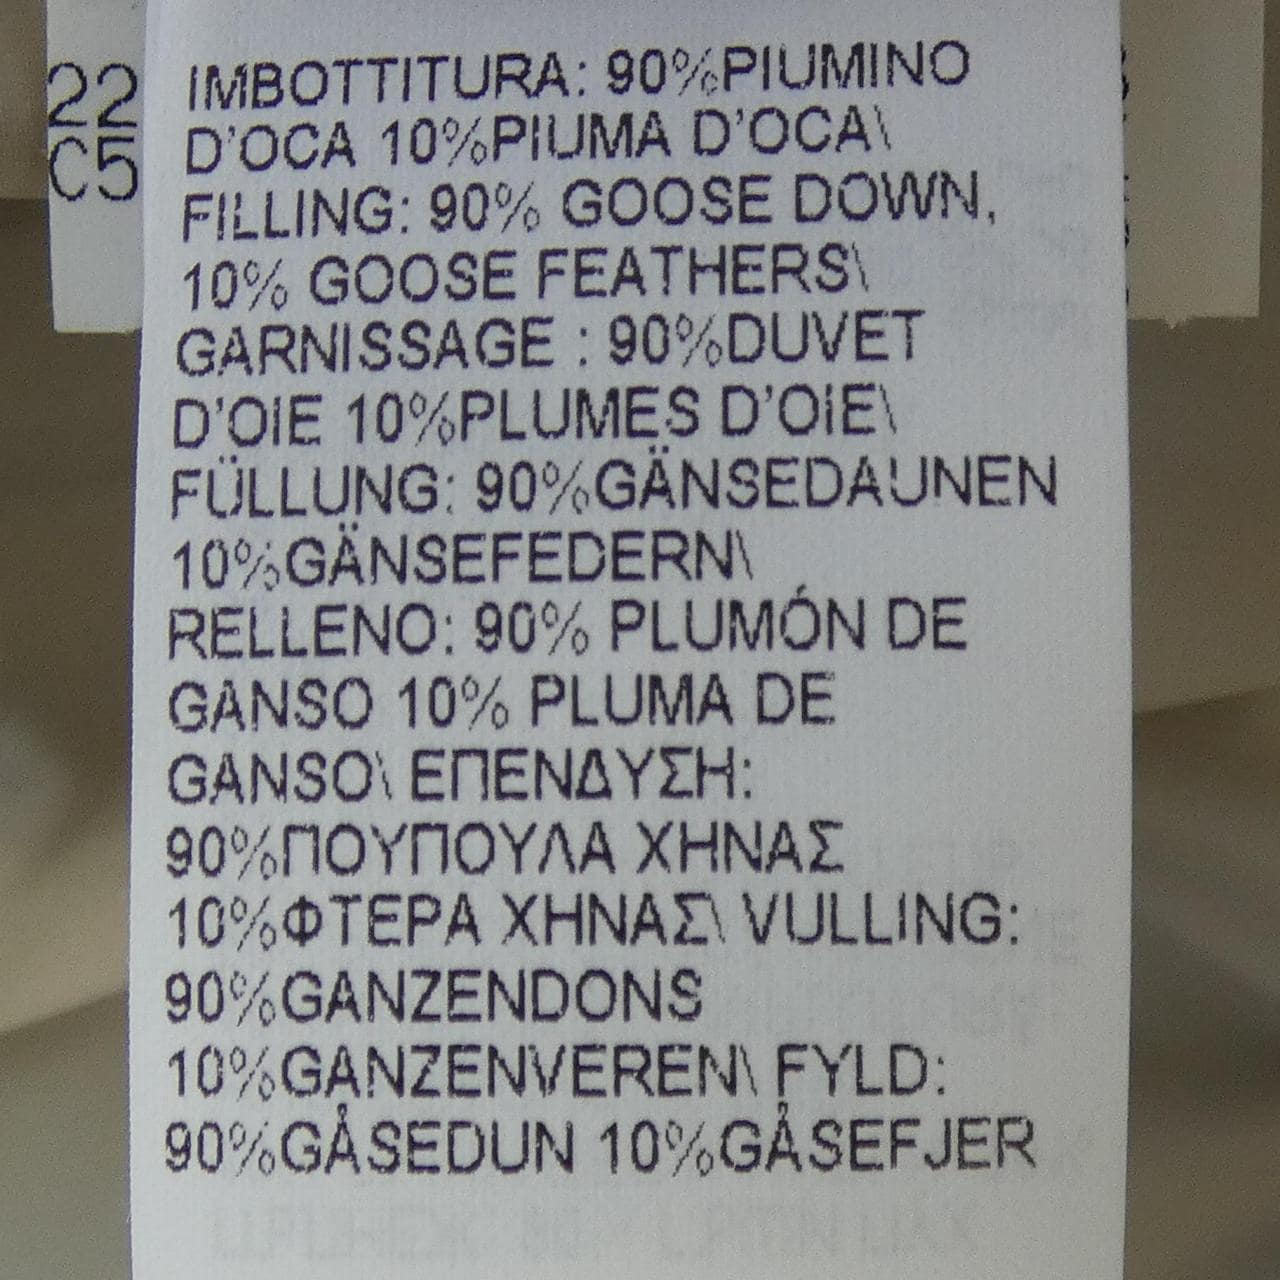 22
C5
IMBOTTITURA: 90%PIUMINO
D'OCA 10%PIUMA D'OCA\
FILLING: 90% GOOSE DOWN,
10% GOOSE FEATHERS\
GARNISSAGE : 90%DUVET
D'OIE 10%PLUMES D'OIE\
FÜLLUNG: 90%GÄNSEDAUNEN
10%GÄNSEFEDERN\
RELLENO: 90% PLUMÓN DE
GANSO 10% PLUMA DE
GANSO\ ΕΠΕΝΔΥΣΗ:
90%ΠΟΥΠΟΥΛΑ ΧΗΝΑΣ
10%ΦΤΕΡΑ ΧΗΝΑΣ\ VULLING:
90%GANZENDONS
10%GANZENVEREN\ FYLD:
90%GÅSEDUN 10%GÅSEFJER